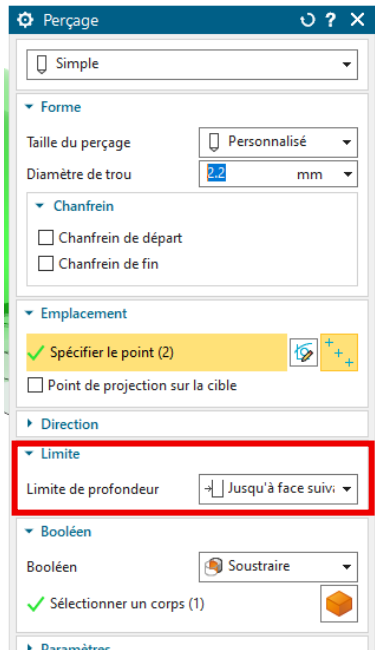 Perçage
Simple
Forme
Taille du perçage Personnalisé
Diamètre de trou 2.2 mm
Chanfrein
Chanfrein de départ
Chanfrein de fin
Emplacement
Spécifier le point (2)
Point de projection sur la cible
Direction
Limite
Limite de profondeur Jusqu'à face suiv
Booléen
Booléen Soustraire
Sélectionner un corps (1)
Paramètres